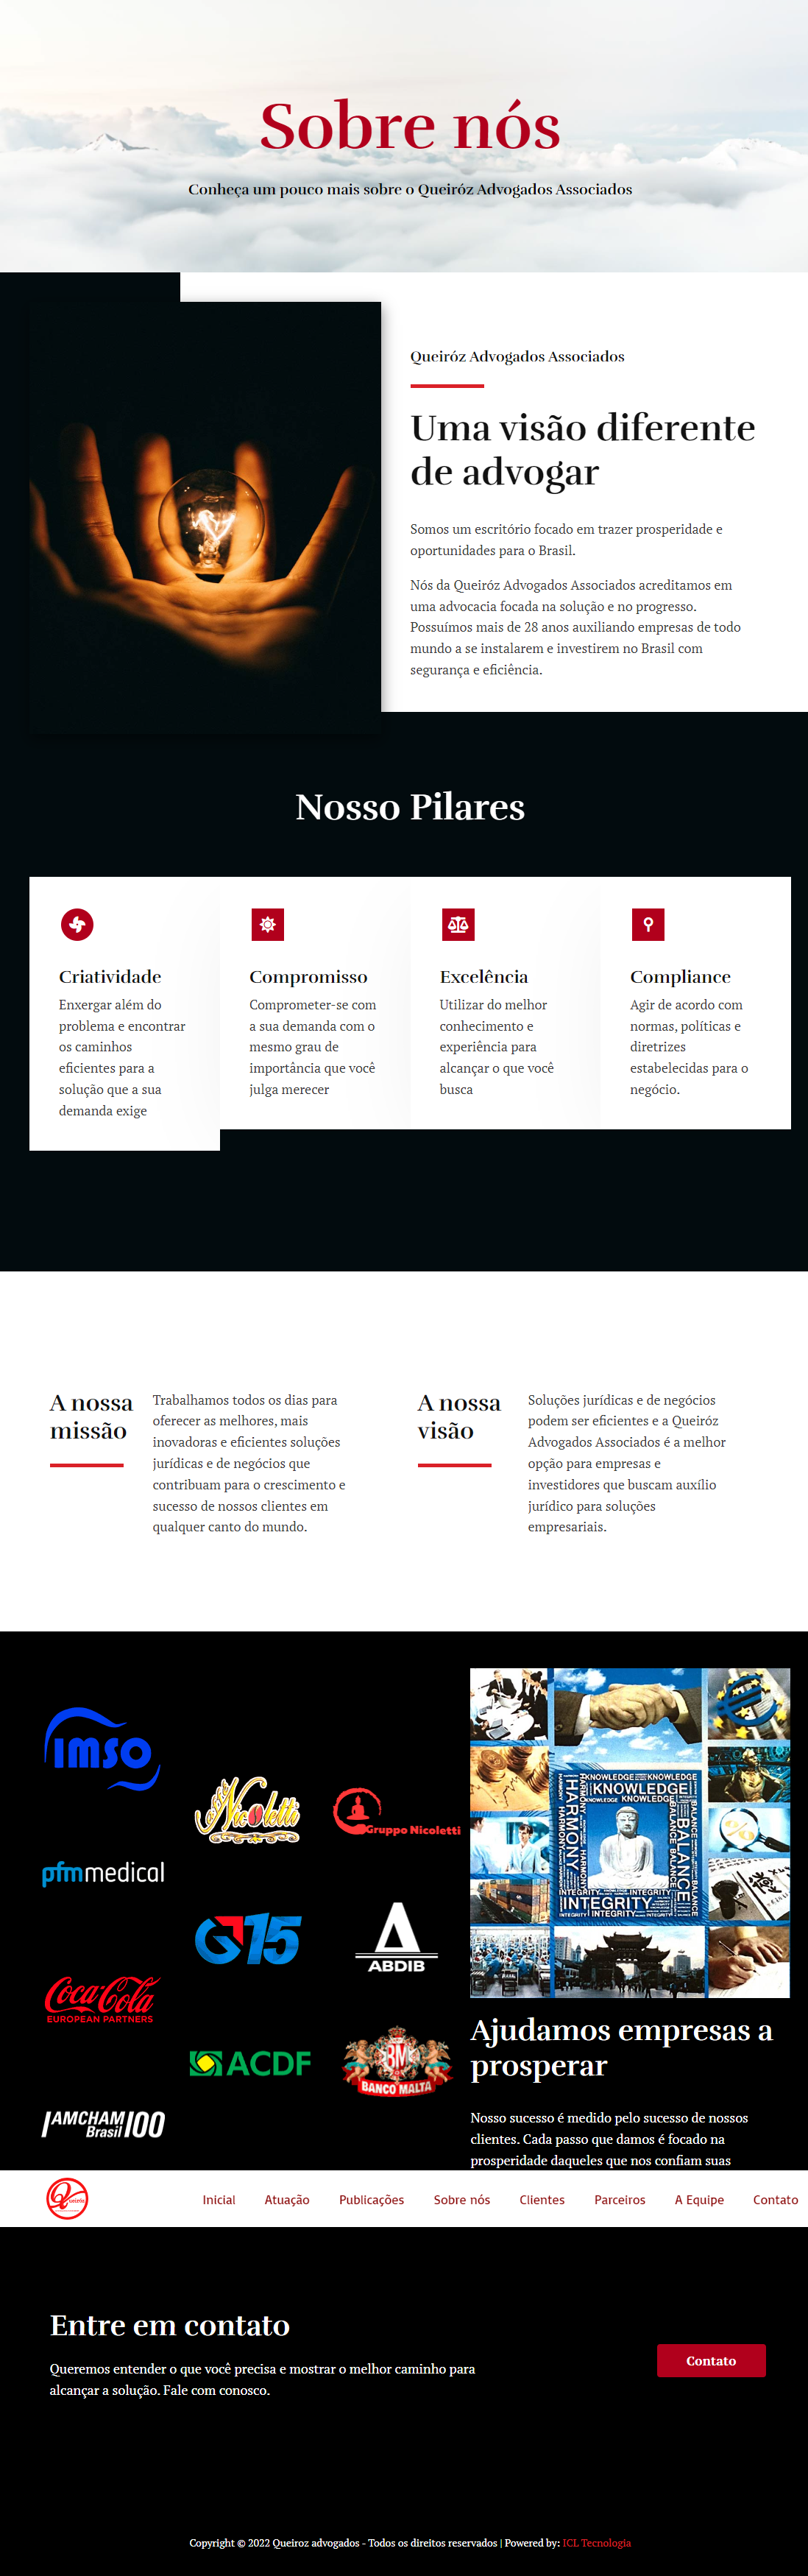 Sobre nós
Conheça um pouco mais sobre o Queiróz Advogados Associados
Queiróz Advogados Associados
Uma visão diferente
de advogar
Somos um escritório focado em trazer prosperidade e
oportunidades para o Brasil.
Nós da Queiróz Advogados Associados acreditamos em
uma advocacia focada na solução e no progresso.
Possuímos mais de 28 anos auxiliando empresas de todo
mundo a se instalarem e investirem no Brasil com
segurança e eficiência.
Nosso Pilares
Criatividade
Enxergar além do
problema e encontrar
os caminhos
eficientes para a
solução que a sua
demanda exige
Compromisso
Comprometer-se com
a sua demanda com o
mesmo grau de
importância que você
julga merecer
Excelência
Utilizar do melhor
conhecimento e
experiência para
alcançar o que você
busca
Compliance
Agir de acordo com
normas, políticas e
diretrizes
estabelecidas para o
negócio.
A nossa
missão
Trabalhamos todos os dias para
oferecer as melhores, mais
inovadoras e eficientes soluções
jurídicas e de negócios que
contribuam para o crescimento e
sucesso de nossos clientes em
qualquer canto do mundo.
A nossa
visão
Soluções jurídicas e de negócios
podem ser eficientes e a Queiróz
Advogados Associados é a melhor
opção para empresas e
investidores que buscam auxílio
jurídico para soluções
empresariais.
IMSO
pfmmedical
Coca-Cola
EUROPEAN PARTNERS
AMCHAM100
Brasil
Nicoletti
G15
ACDF
Gruppo Nicoletti
ABDIB
BM
BANCO MALTA
KNOWLEDGE KNOWLEDGE
KNOWLEDGE
KNOWLEDGE KNOWLEDGE
HARMONY
HARMONY
BALANCE
BALANCE
INTEGRITY INTEGRITY
INTEGRITY
INTEGRITY
Ajudamos empresas a
prosperar
Nosso sucesso é medido pelo sucesso de nossos
clientes. Cada passo que damos é focado na
prosperidade daqueles que nos confiam suas
Inicial
Atuação
Publicações
Sobre nós
Clientes
Parceiros
A Equipe
Contato
Entre em contato
Queremos entender o que você precisa e mostrar o melhor caminho para
alcançar a solução. Fale com conosco.
Contato
Copyright © 2022 Queiroz advogados - Todos os direitos reservados | Powered by: ICL Tecnologia